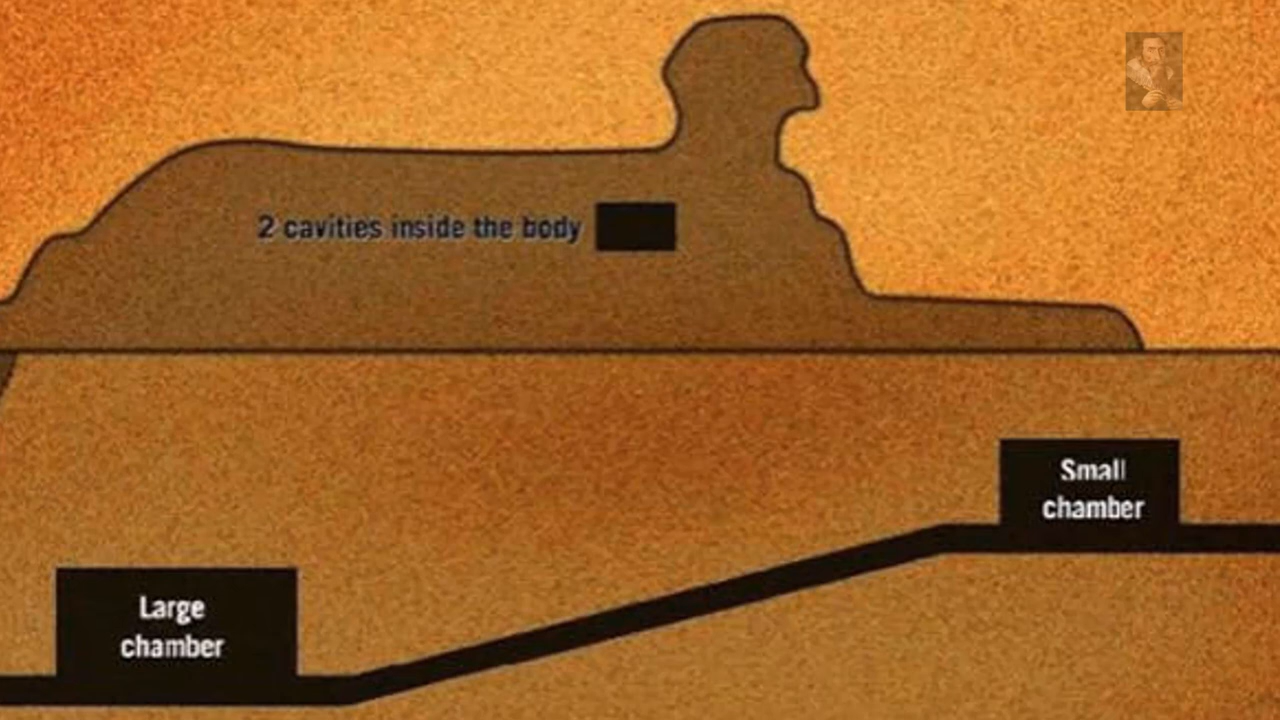 2 cavities inside the body
Small
chamber
Large
chamber